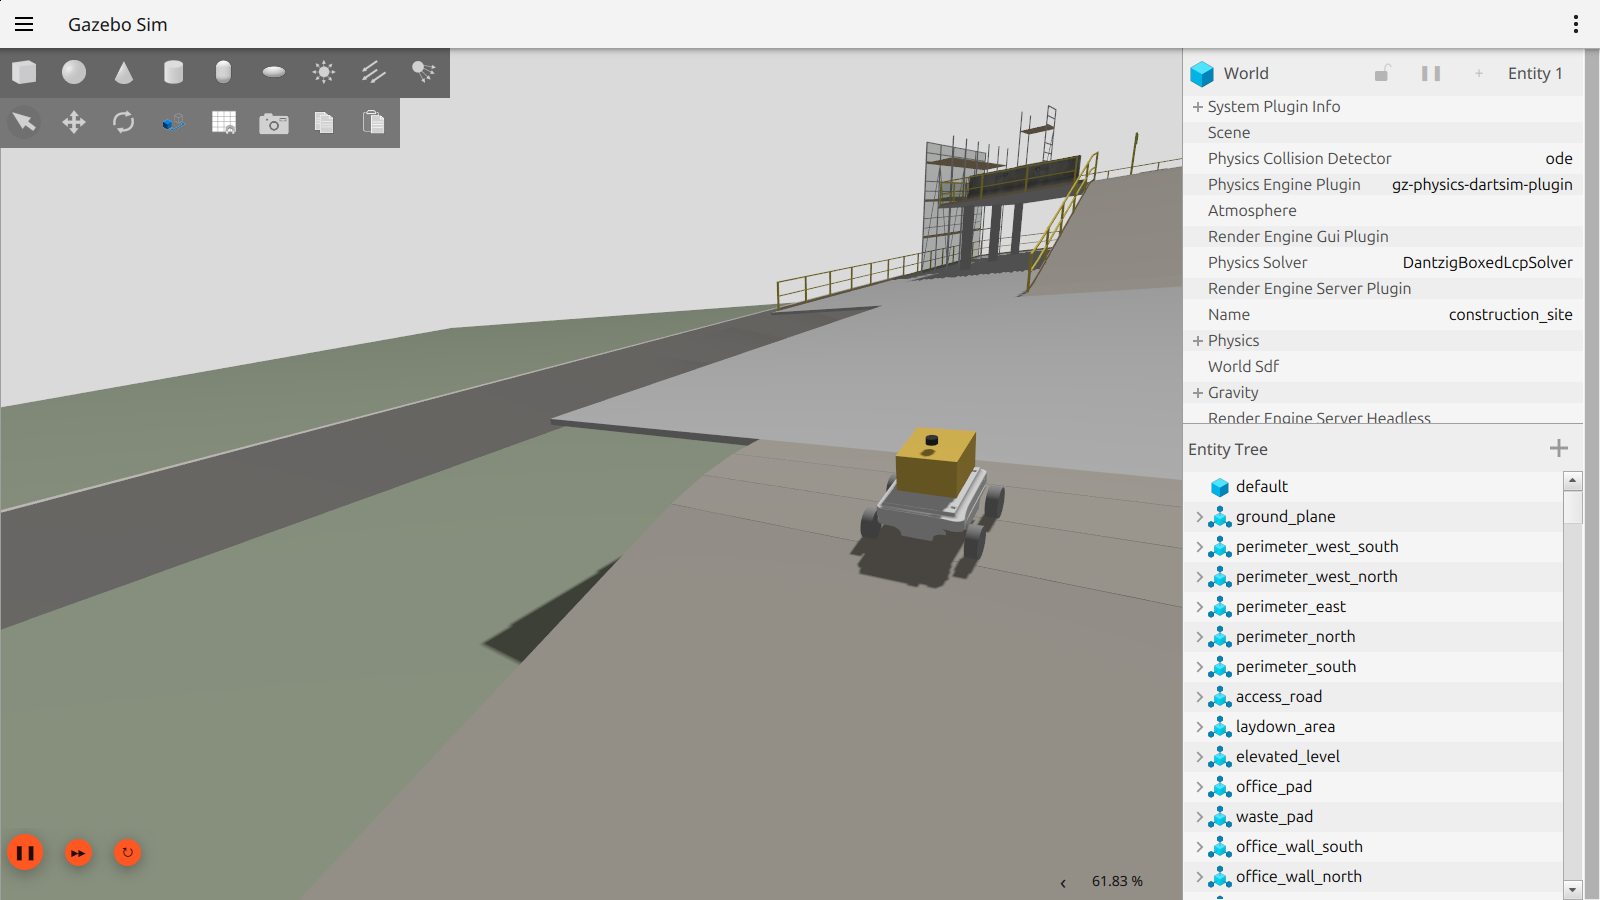 Gazebo Sim
World
Entity 1
System Plugin Info
Scene
Physics Collision Detector ode
Physics Engine Plugin gz-physics-dartsim-plugin
Atmosphere
Render Engine Gui Plugin
Physics Solver DantzigBoxedLcpSolver
Render Engine Server Plugin
Name construction_site
Physics
World Sdf
Gravity
Render Engine Server Headless
Entity Tree
default
ground_plane
perimeter_west_south
perimeter_west_north
perimeter_east
perimeter_north
perimeter_south
access_road
laydown_area
elevated_level
office_pad
waste_pad
office_wall_south
office_wall_north
61.83 %